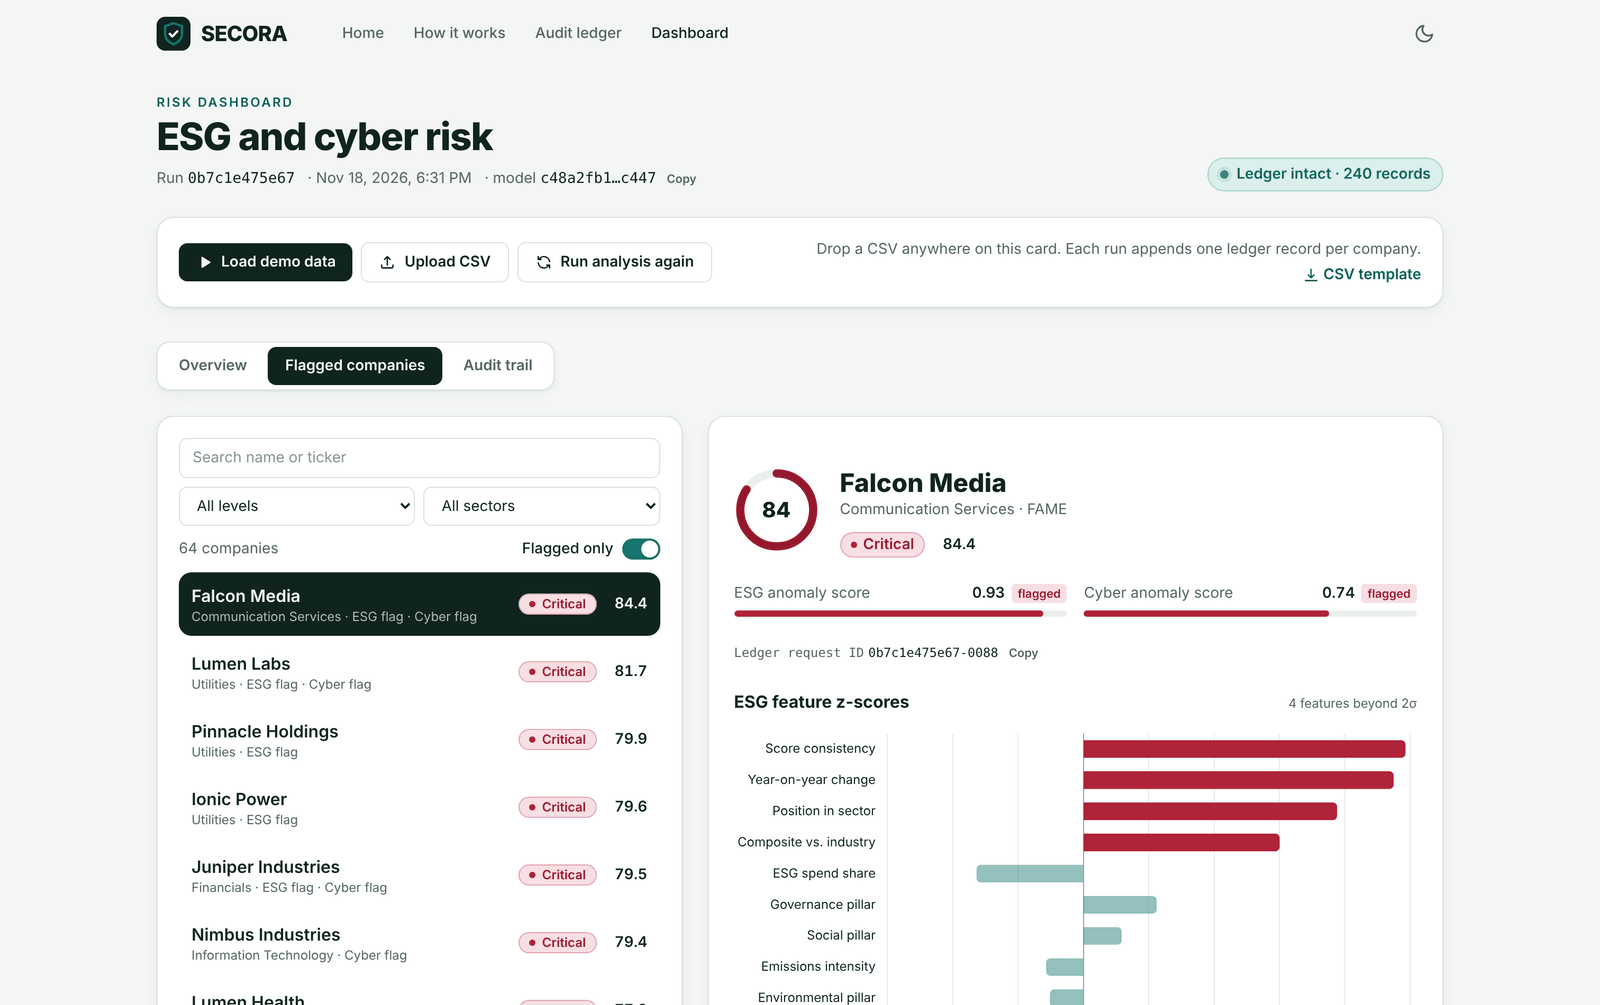 SECORA
Home
How it works
Audit ledger
Dashboard
RISK DASHBOARD
ESG and cyber risk
Run 0b7c1e475e67 · Nov 18, 2026, 6:31 PM · model c48a2fb1…c447 Copy
Ledger intact · 240 records
Load demo data
Upload CSV
Run analysis again
Drop a CSV anywhere on this card. Each run appends one ledger record per company.
CSV template
Overview
Flagged companies
Audit trail
Search name or ticker
All levels
All sectors
64 companies
Flagged only
Falcon Media
Communication Services · ESG flag · Cyber flag
Critical
84.4
Lumen Labs
Utilities · ESG flag · Cyber flag
Critical
81.7
Pinnacle Holdings
Utilities · ESG flag
Critical
79.9
Ionic Power
Utilities · ESG flag
Critical
79.6
Juniper Industries
Financials · ESG flag · Cyber flag
Critical
79.5
Nimbus Industries
Information Technology · Cyber flag
Critical
79.4
Lumen Health
84
Falcon Media
Communication Services · FAME
Critical
84.4
ESG anomaly score
0.93 flagged
Cyber anomaly score
0.74 flagged
Ledger request ID 0b7c1e475e67-0088 Copy
ESG feature z-scores
4 features beyond 2σ
Score consistency
Year-on-year change
Position in sector
Composite vs. industry
ESG spend share
Governance pillar
Social pillar
Emissions intensity
Environmental pillar